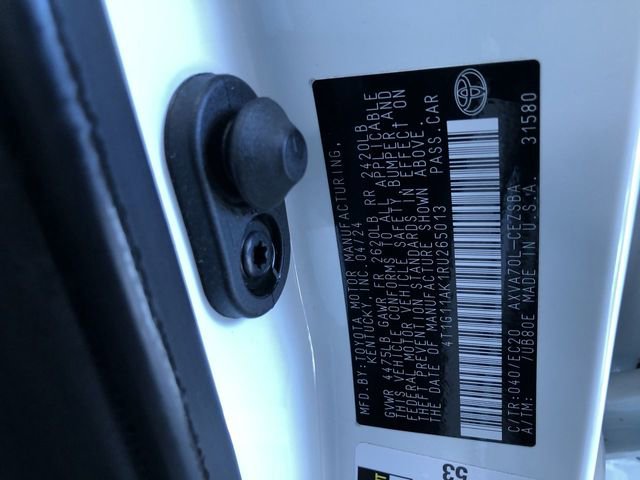 MFD.BY:TOYOTA MOTOR MANUFACTURING,
KENTUCKY, INC. 04/24
GVWR 4475LB GAWR FR 2620LB RR 2420LB
THIS VEHICLE CONFORMS TO ALL APPLICABLE
FEDERAL MOTOR VEHICLE SAFETY, BUMPER AND
THEFT PREVENTION STANDARDS IN EFFECT ON
THE DATE OF MANUFACTURE SHOWN ABOVE.
4T1G11AK1RU265013 PASS.CAR
C/TR:040/EC20 AXVA70L-CEZSBA
A/TM: 7UB80E MADE IN U.S.A. 31580
53